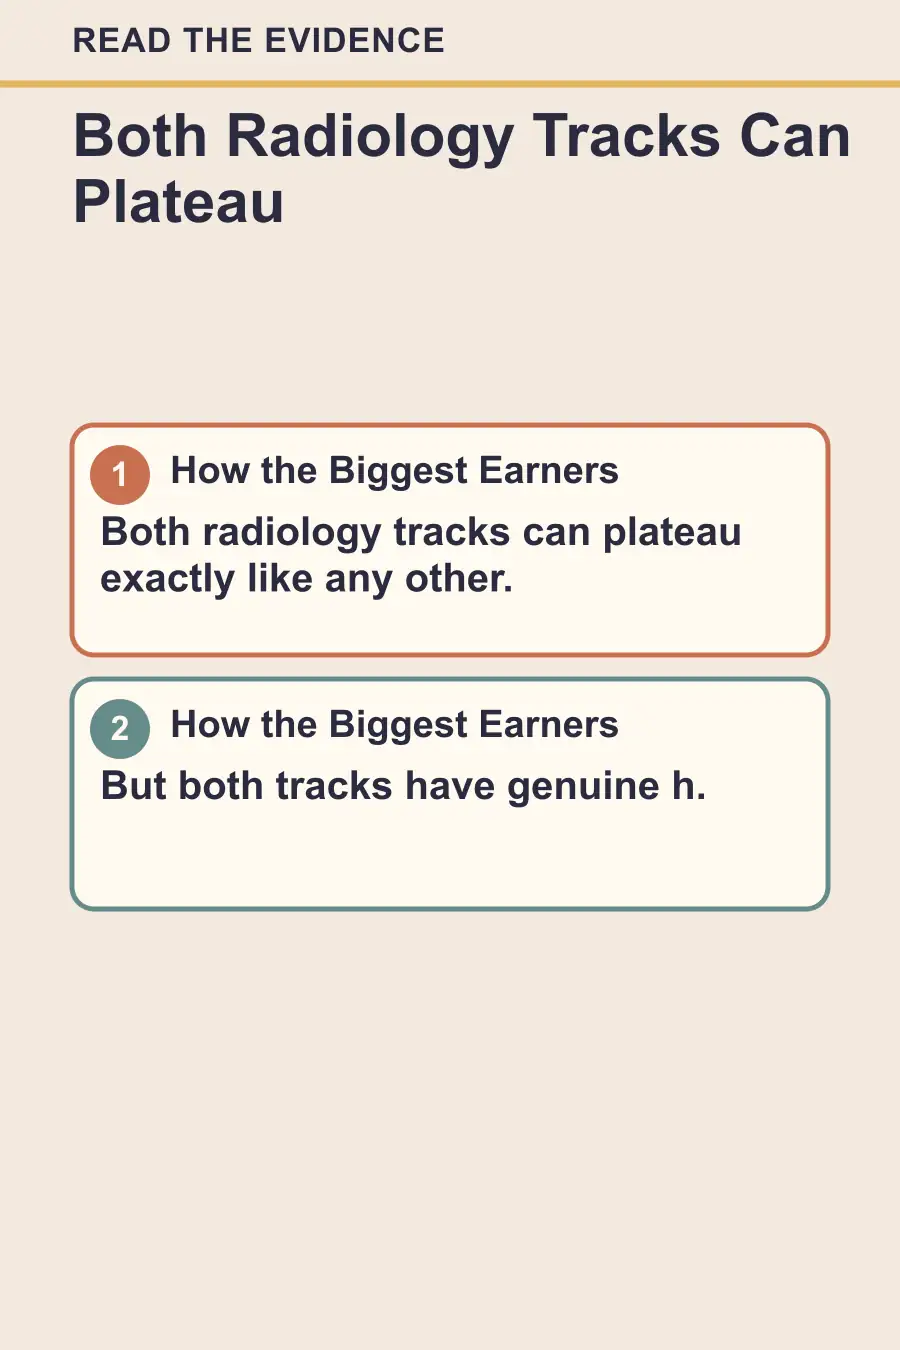 READ THE EVIDENCE
Both Radiology Tracks Can
Plateau
1
How the Biggest Earners
Both radiology tracks can plateau
exactly like any other.
2
How the Biggest Earners
But both tracks have genuine h.